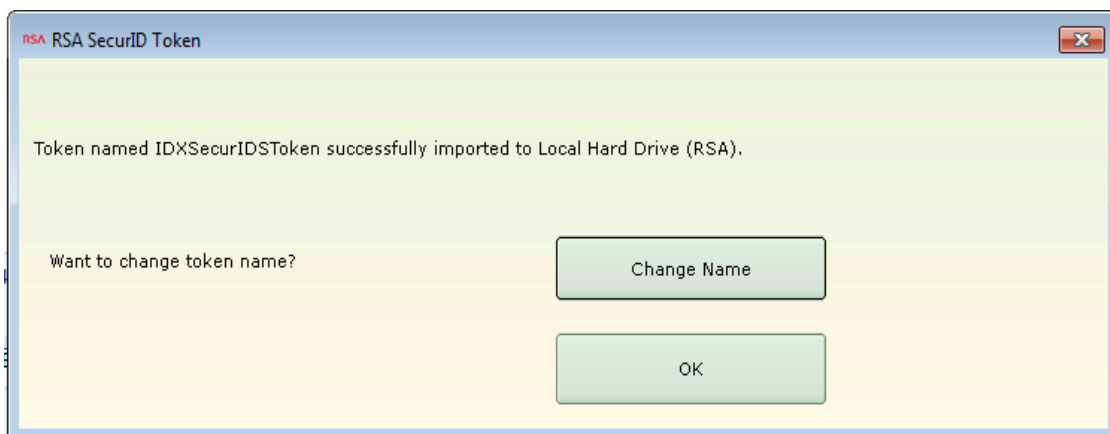 RSA RSA SecurID Token
Token named IDXSecurIDSToken successfully imported to Local Hard Drive (RSA).
Want to change token name?
Change Name
OK